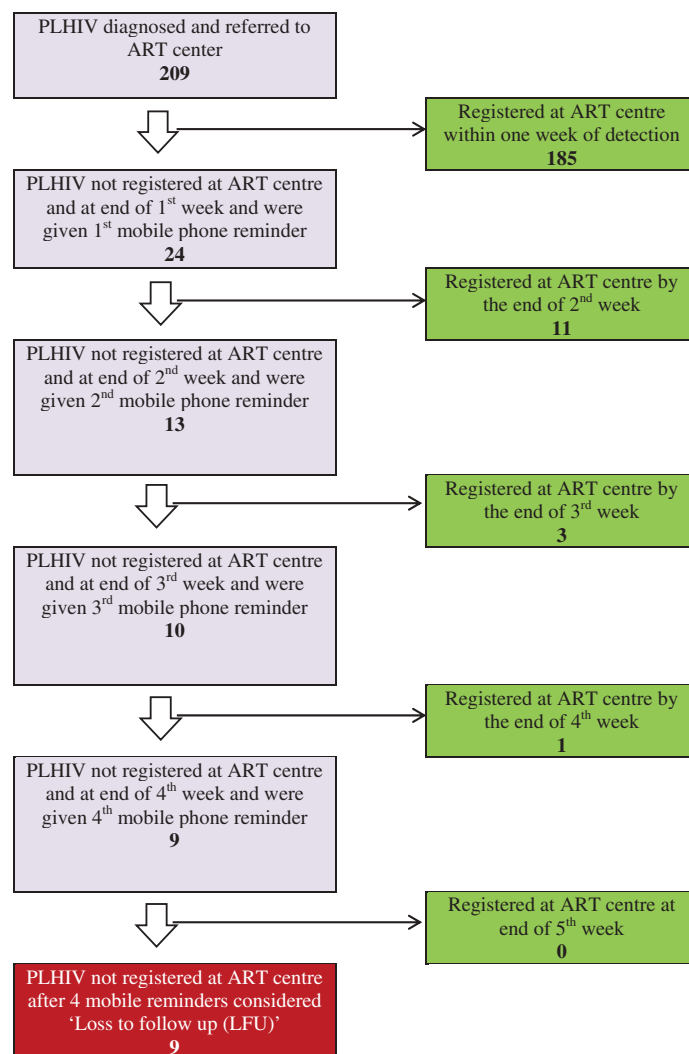 PLHIV diagnosed and referred to
ART center
209
Registered at ART centre
within one week of detection
185
PLHIV not registered at ART centre
and at end of 1st week and were
given 1st mobile phone reminder
24
Registered at ART centre by
the end of 2nd week
11
PLHIV not registered at ART centre
and at end of 2nd week and were
given 2nd mobile phone reminder
13
Registered at ART centre by
the end of 3rd week
3
PLHIV not registered at ART centre
and at end of 3rd week and were
given 3rd mobile phone reminder
10
Registered at ART centre by
the end of 4th week
1
PLHIV not registered at ART centre
and at end of 4th week and were
given 4th mobile phone reminder
9
Registered at ART centre at
end of 5th week
0
PLHIV not registered at ART centre
after 4 mobile reminders considered
‘Loss to follow up (LFU)’
9